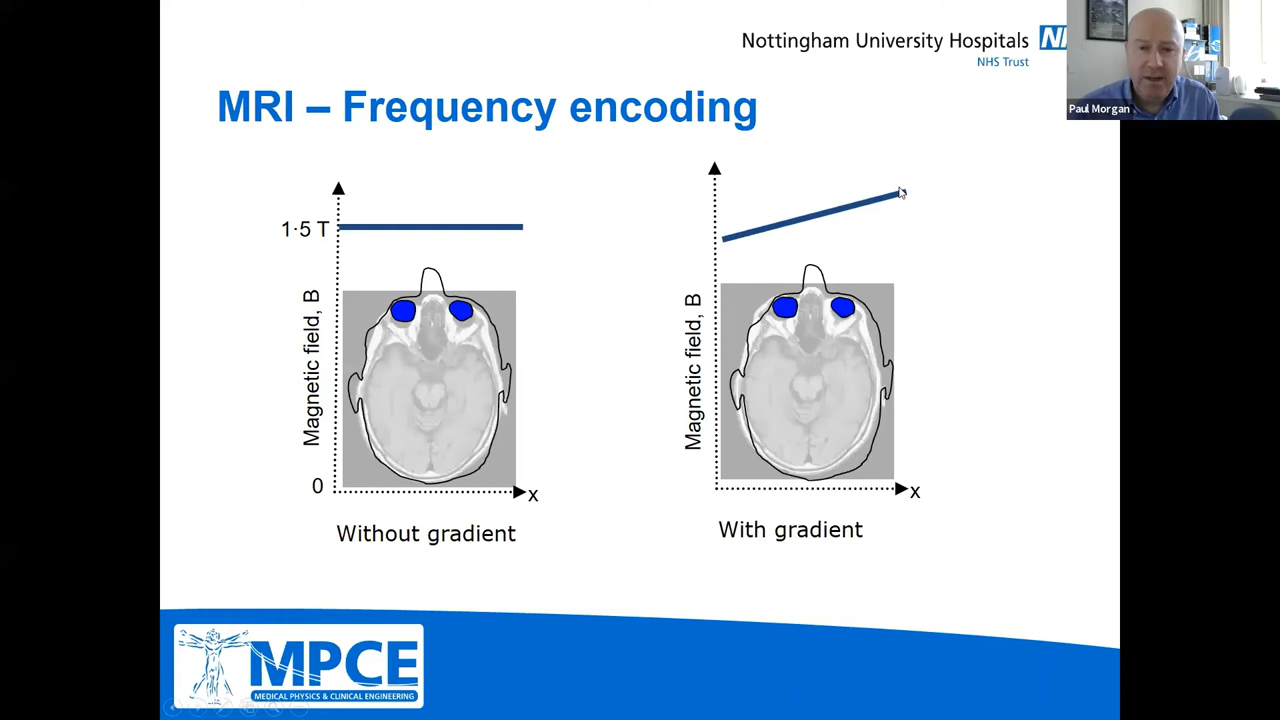 Nottingham University Hospitals
NHS Trust
Paul Morgan
MRI – Frequency encoding
1·5 T
Magnetic field, B
0
x
Without gradient
Magnetic field, B
x
With gradient
MPCE
MEDICAL PHYSICS & CLINICAL ENGINEERING